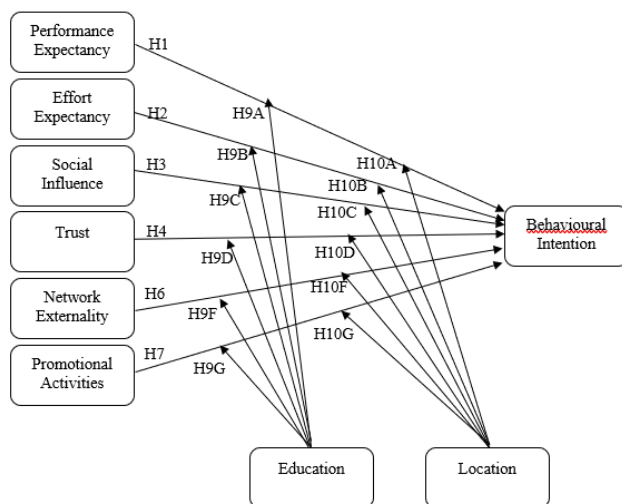 Performance
Expectancy
H1
Effort
Expectancy
H2
H9A
Social
Influence
H3
H9B
H10A
H9C
H10B
H10C
Trust
H4
H9D
H10D
Behavioural
Intention
Network
Externality
H6
H9F
H10F
Promotional
Activities
H7
H9G
H10G
Education
Location